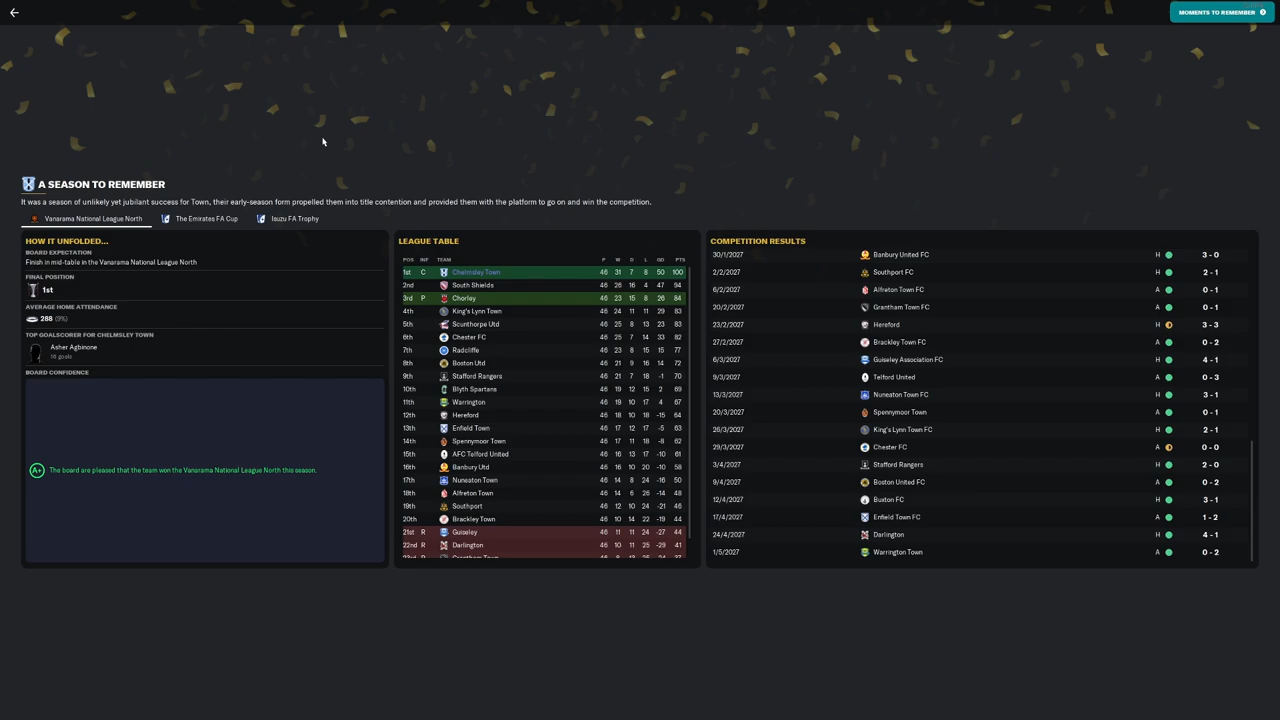 MOMENTS TO REMEMBER
A SEASON TO REMEMBER
It was a season of unlikely yet jubilant success for Town, their early-season form propelled them into title contention and provided them with the platform to go on and win the competition.
Vanarama National League North The Emirates FA Cup Isuzu FA Trophy
HOW IT UNFOLDED...
BOARD EXPECTATION
Finish in mid-table in the Vanarama National League North
FINAL POSITION
1st
AVERAGE HOME ATTENDANCE
288 (9%)
TOP GOALSCORER FOR CHELMSLEY TOWN
Asher Agbinone
16 goals
BOARD CONFIDENCE
A+ The board are pleased that the team won the Vanarama National League North this season.
LEAGUE TABLE
POS INF TEAM P W D L GD PTS
1st C Chelmsley Town 46 31 7 8 50 100
2nd South Shields 46 26 16 4 47 94
3rd P Chorley 46 23 15 8 26 84
4th King's Lynn Town 46 24 11 11 29 83
5th Scunthorpe Utd 46 25 8 13 23 83
6th Chester FC 46 25 7 14 33 82
7th Radcliffe 46 23 8 15 15 77
8th Boston Utd 46 21 9 16 14 72
9th Stafford Rangers 46 21 7 18 -1 70
10th Blyth Spartans 46 19 12 15 2 69
11th Warrington 46 19 10 17 4 67
12th Hereford 46 18 10 18 -15 64
13th Enfield Town 46 17 12 17 -5 63
14th Spennymoor Town 46 17 11 18 -8 62
15th AFC Telford United 46 16 13 17 -10 61
16th Banbury Utd 46 16 10 20 -10 58
17th Nuneaton Town 46 14 8 24 -16 50
18th Alfreton Town 46 14 6 26 -14 48
19th Southport 46 12 10 24 -21 46
20th Brackley Town 46 10 14 22 -19 44
21st R Guiseley 46 11 11 24 -27 44
22nd R Darlington 46 10 11 25 -29 41
COMPETITION RESULTS
30/1/2027 Banbury United FC H 3 - 0
2/2/2027 Southport FC H 2 - 1
6/2/2027 Alfreton Town FC A 0 - 1
20/2/2027 Grantham Town FC A 0 - 1
23/2/2027 Hereford H 3 - 3
27/2/2027 Brackley Town FC A 0 - 2
6/3/2027 Guiseley Association FC H 4 - 1
9/3/2027 Telford United A 0 - 3
13/3/2027 Nuneaton Town FC H 3 - 1
20/3/2027 Spennymoor Town A 0 - 1
26/3/2027 King's Lynn Town FC H 2 - 1
29/3/2027 Chester FC A 0 - 0
3/4/2027 Stafford Rangers H 2 - 0
9/4/2027 Boston United FC A 0 - 2
12/4/2027 Buxton FC H 3 - 1
17/4/2027 Enfield Town FC A 1 - 2
24/4/2027 Darlington H 4 - 1
1/5/2027 Warrington Town A 0 - 2